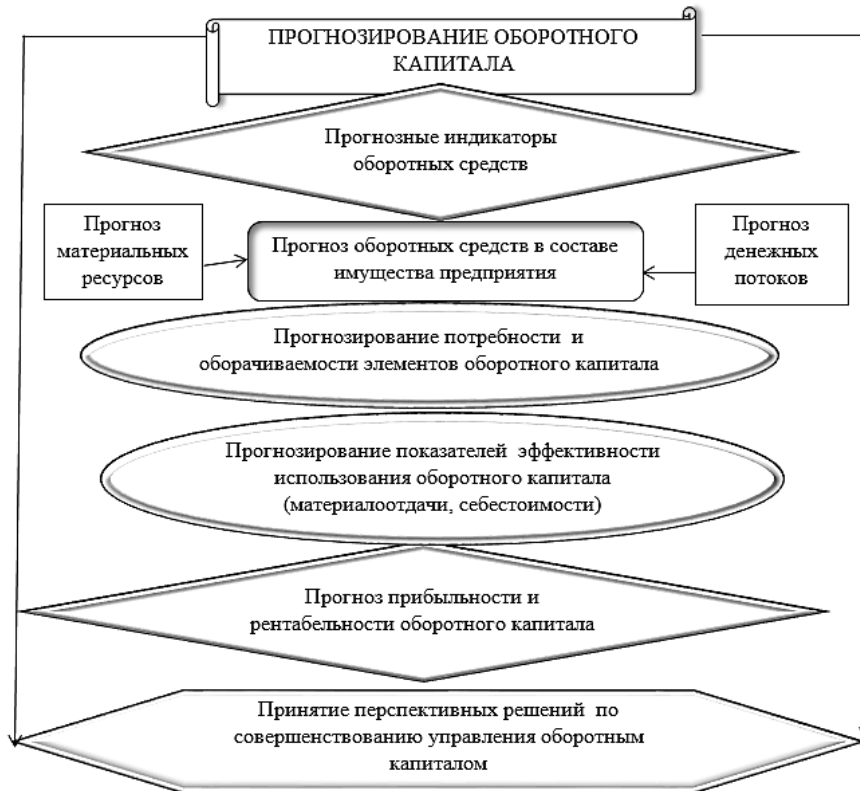 ПРОГНОЗИРОВАНИЕ ОБОРОТНОГО
КАПИТАЛА
Прогнозные индикаторы
оборотных средств
Прогноз
материальных
ресурсов
Прогноз оборотных средств в составе
имущества предприятия
Прогноз
денежных
потоков
Прогнозирование потребности и
оборачиваемости элементов оборотного капитала
Прогнозирование показателей эффективности
использования оборотного капитала
(материалоотдачи, себестоимости)
Прогноз прибыльности и
рентабельности оборотного капитала
Принятие перспективных решений по
совершенствованию управления оборотным
капиталом